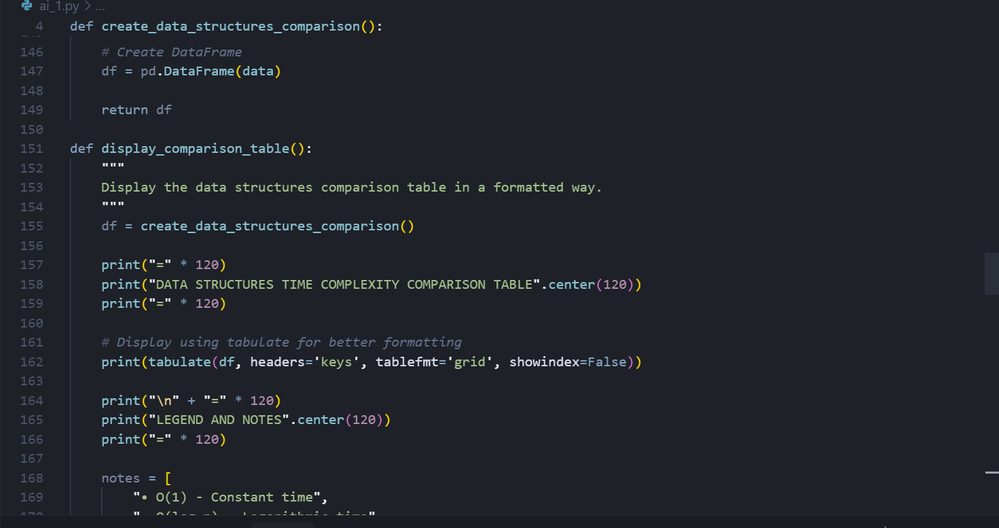 ai_1.py > ...
4 def create_data_structures_comparison():
146 # Create DataFrame
147 df = pd.DataFrame(data)
148
149 return df
150
151 def display_comparison_table():
152 """
153 Display the data structures comparison table in a formatted way.
154 """
155 df = create_data_structures_comparison()
156
157 print("=" * 120)
158 print("DATA STRUCTURES TIME COMPLEXITY COMPARISON TABLE".center(120))
159 print("=" * 120)
160
161 # Display using tabulate for better formatting
162 print(tabulate(df, headers='keys', tablefmt='grid', showindex=False))
163
164 print("\n" + "=" * 120)
165 print("LEGEND AND NOTES".center(120))
166 print("=" * 120)
167
168 notes = [
169 "• O(1) - Constant time",
170 "• O(log n) - Logarithmic time"